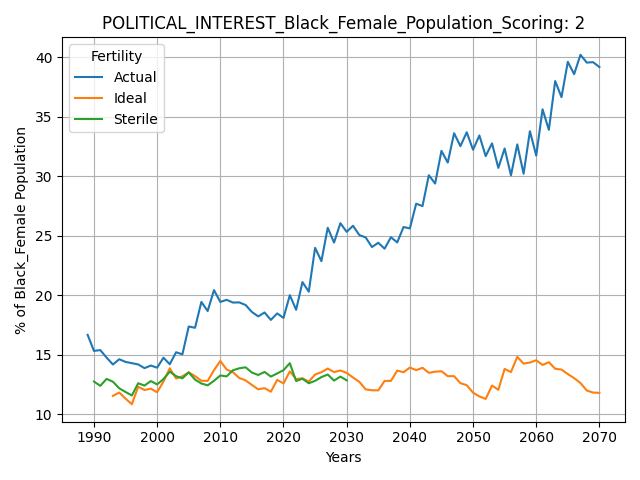 POLITICAL_INTEREST_Black_Female_Population_Scoring: 2
Fertility
Actual
Ideal
Sterile
% of Black_Female Population
40
35
30
25
20
15
10
1990 2000 2010 2020 2030 2040 2050 2060 2070
Years